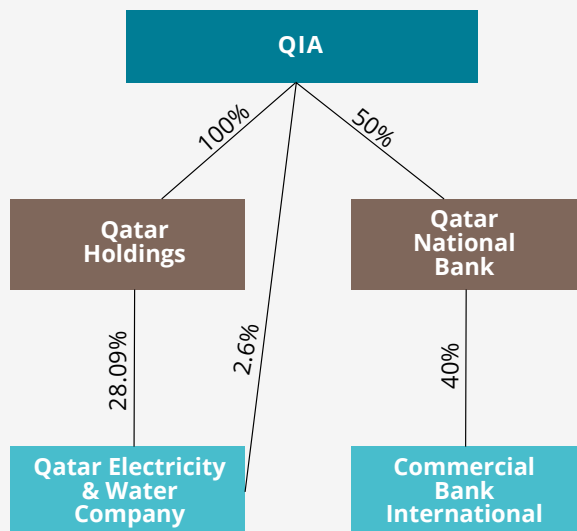 QIA
100%
50%
Qatar
Holdings
Qatar
National
Bank
28.09%
2.6%
40%
Qatar Electricity
& Water
Company
Commercial
Bank
International